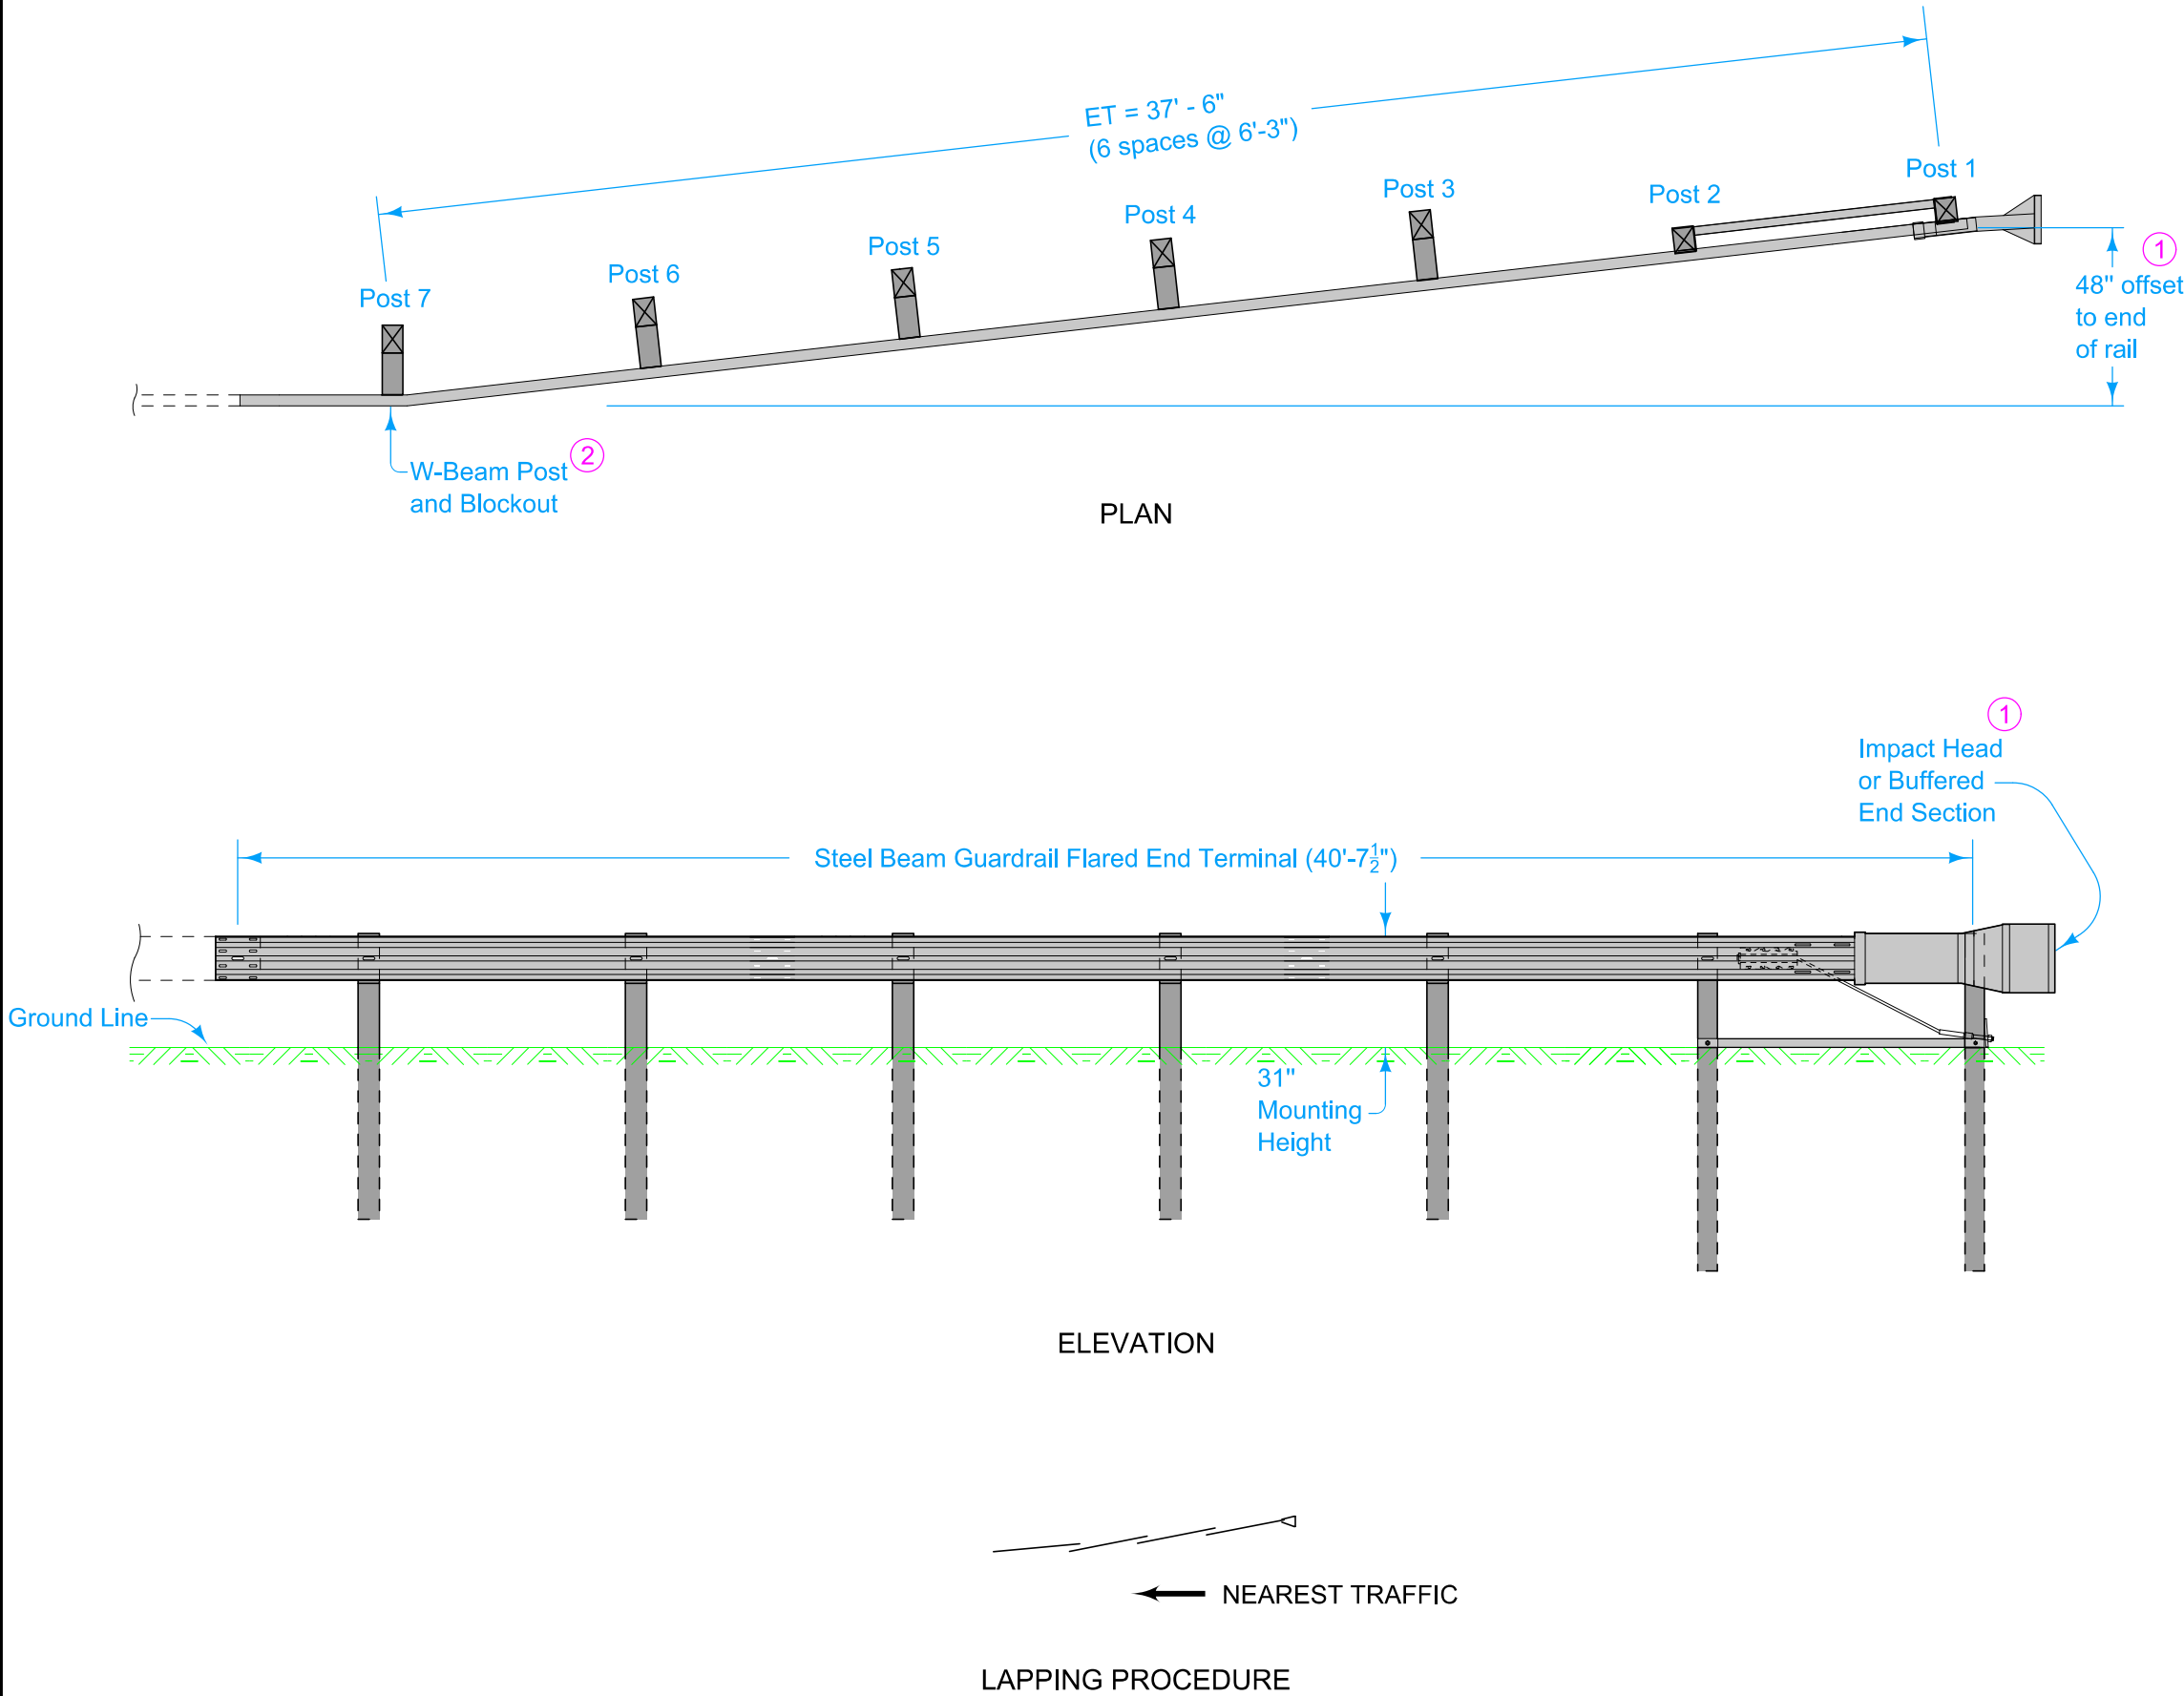 ET = 37' - 6"
(6 spaces @ 6'-3")
Post 1
Post 2
Post 3
Post 4
Post 5
Post 6
Post 7
1
48" offset
to end
of rail
W-Beam Post 2
and Blockout
PLAN
1
Impact Head
or Buffered
End Section
Steel Beam Guardrail Flared End Terminal (40'-7½")
Ground Line
31"
Mounting
Height
ELEVATION
NEAREST TRAFFIC
LAPPING PROCEDURE